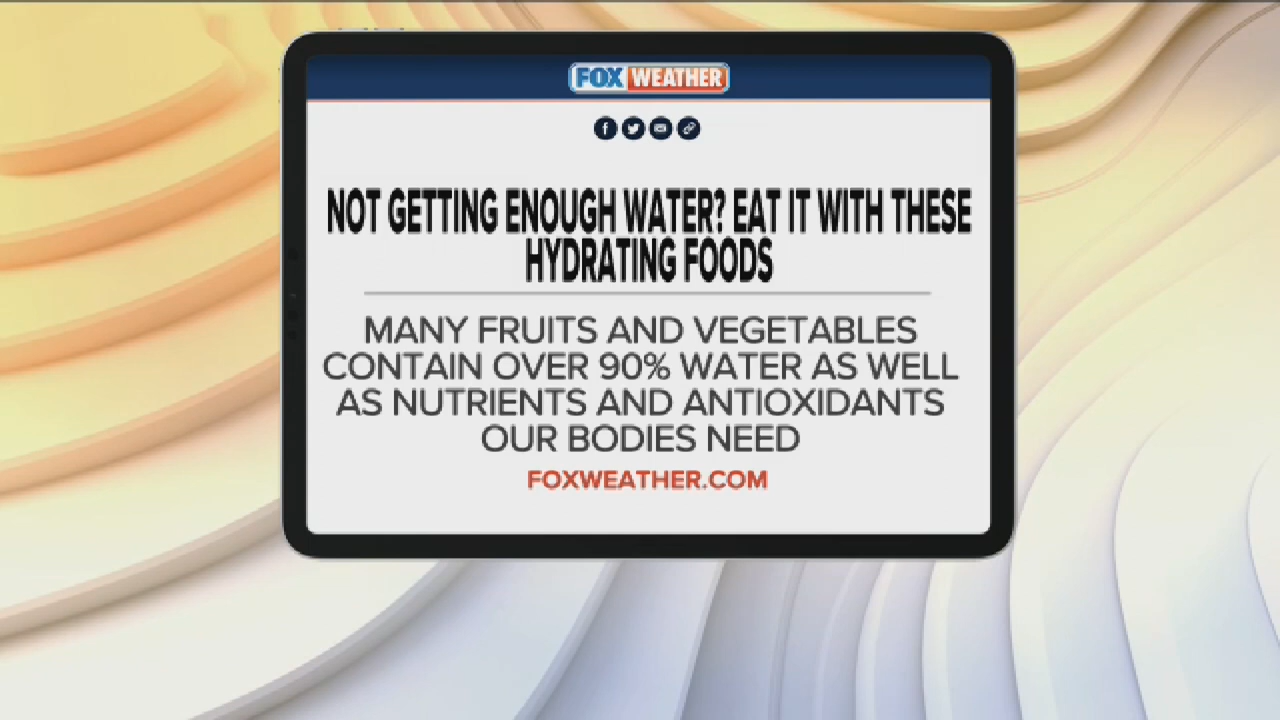 FOX WEATHER
NOT GETTING ENOUGH WATER? EAT IT WITH THESE
HYDRATING FOODS
MANY FRUITS AND VEGETABLES
CONTAIN OVER 90% WATER AS WELL
AS NUTRIENTS AND ANTIOXIDANTS
OUR BODIES NEED
FOXWEATHER.COM